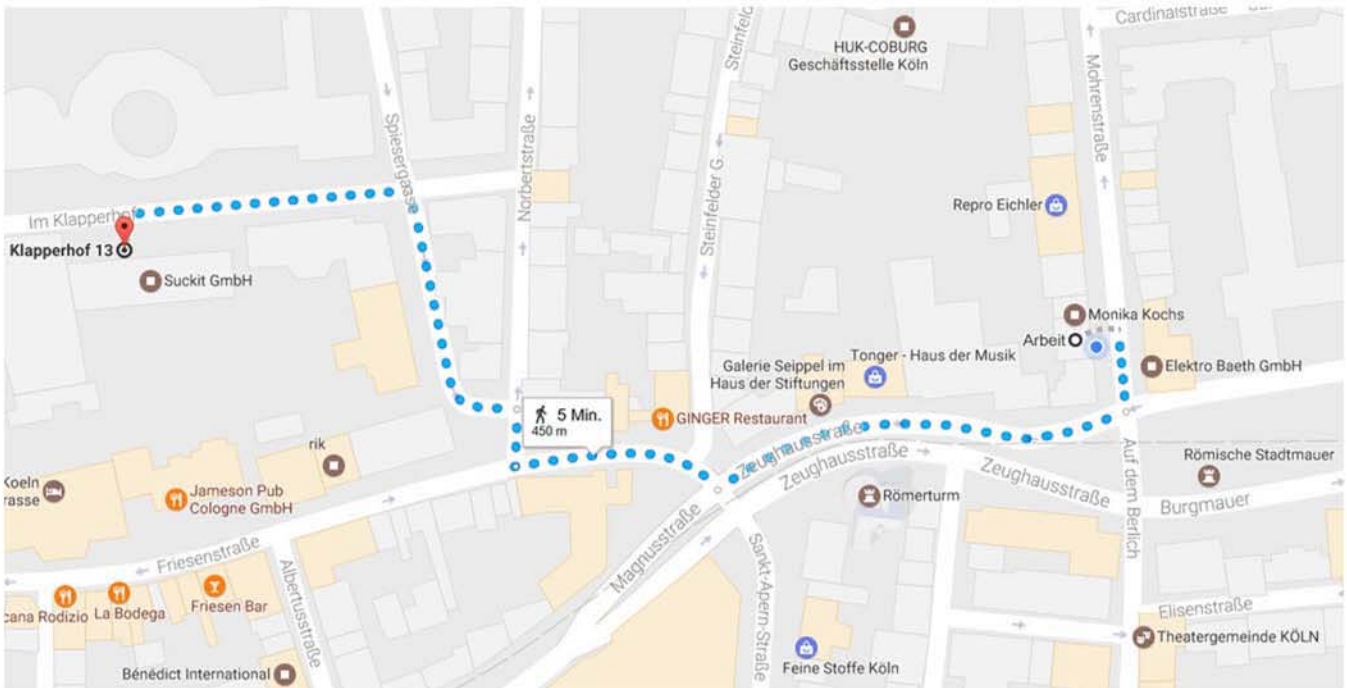 Cardinalstraße
HUK-COBURG
Geschäftsstelle Köln
Steinfeld
Mohrenstraße
Spiesergasse
Norbertstraße
Steinfelder G.
Repro Eichler
Im Klapperhof
Klapperhof 13
Suckit GmbH
Monika Kochs
Arbeit
Elektro Baeth GmbH
Tonger - Haus der Musik
Galerie Seippel im
Haus der Stiftungen
GINGER Restaurant
5 Min.
450 m
rik
Zeughausstraße
Zeughausstraße
Zeughausstraße
Römische Stadtmauer
Koeln
rasse
Jameson Pub
Cologne GmbH
Römerturm
Burgmauer
Auf dem Berlich
Friesenstraße
Magnusstraße
Sankt-Apern-Straße
Albertusstraße
cana Rodizio
La Bodega
Friesen Bar
Elisenstraße
Theatergemeinde KÖLN
Feine Stoffe Köln
Bénédict International